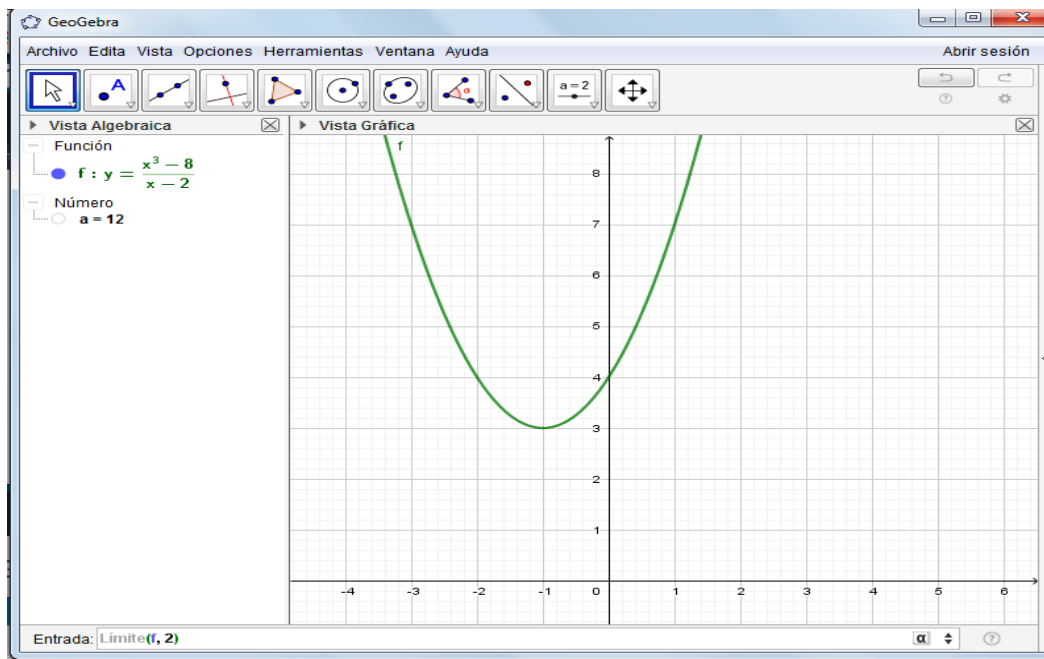 GeoGebra
Archivo Edita Vista Opciones Herramientas Ventana Ayuda Abrir sesión
A α a = 2
Vista Algebraica
Función
f : y = (x³ − 8)/(x − 2)
Número
a = 12
Vista Gráfica
f
8
7
6
5
4
3
2
1
-4 -3 -2 -1 0 1 2 3 4 5 6
Entrada: Límite(f, 2) α